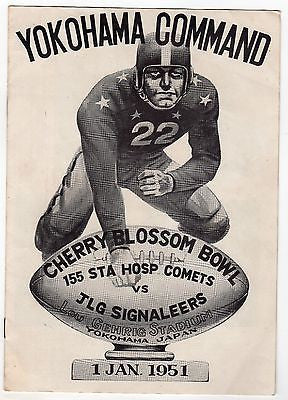 YOKOHAMA COMMAND
22
CHERRY BLOSSOM BOWL
155 STA HOSP COMETS
VS
JLG SIGNALEERS
LOU GEHRIG STADIUM
YOKOHAMA JAPAN
1 JAN. 1951